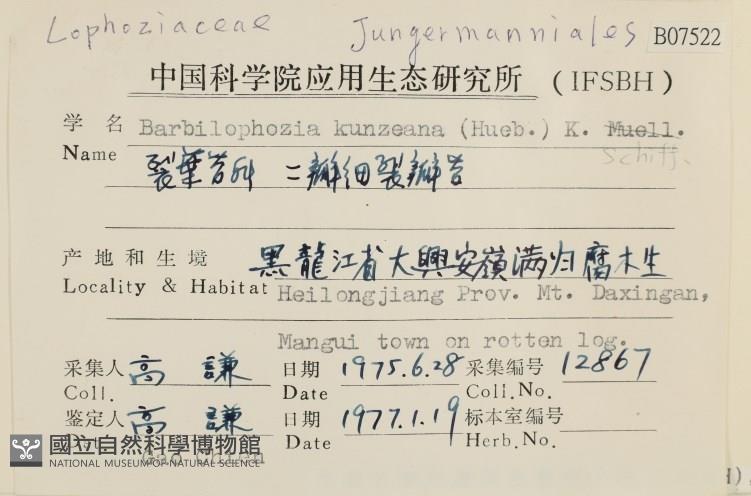 Lophoziaceae Jungermanniales B07522
中国科学院应用生态研究所 (IFSBH)
学名 Barbilophozia kunzeana (Hueb.) K. Muell.
Name Schiff.
裂葉苔科 二瓣细裂瓣苔
产地和生境 黑龍江省大興安嶺满归腐木生
Locality & Habitat Heilongjiang Prov. Mt. Daxingan,
Mangui town on rotten log.
采集人 高謙 日期 1975.6.28 采集编号 12867
Coll. Date Coll.No.
鉴定人 高謙 日期 1977.1.19 标本室编号
Det. Date Herb.No.
Gao Chien
國立自然科學博物館
NATIONAL MUSEUM OF NATURAL SCIENCE